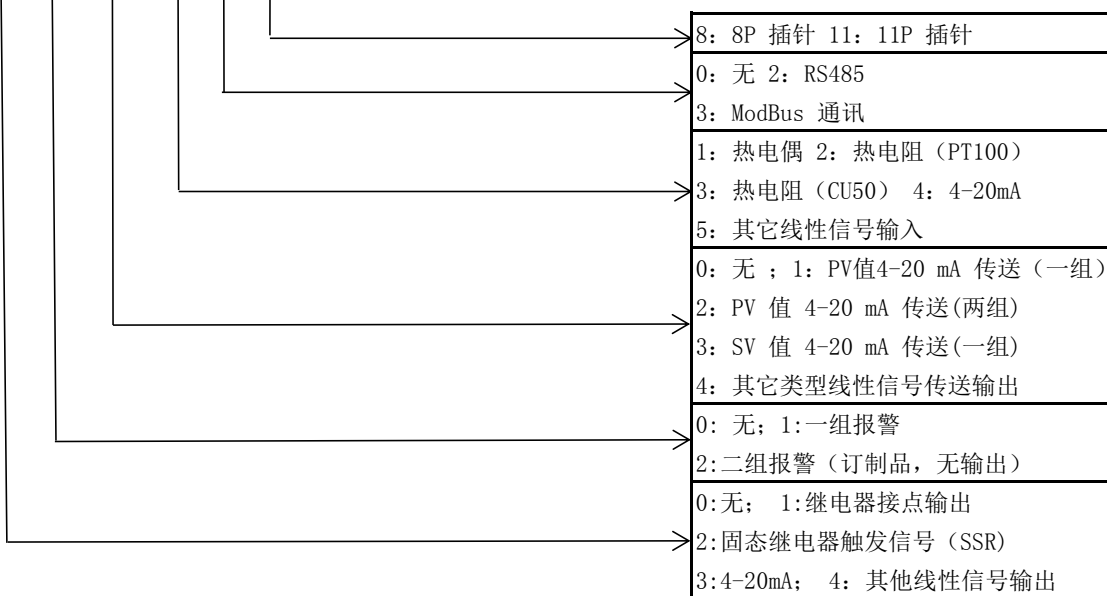 8: 8P 插针 11: 11P 插针
0: 无 2: RS485
3: ModBus 通讯
1: 热电偶 2: 热电阻（PT100）
3: 热电阻（CU50） 4: 4-20mA
5: 其它线性信号输入
0: 无 ；1: PV值4-20 mA 传送（一组）
2: PV 值 4-20 mA 传送(两组)
3: SV 值 4-20 mA 传送(一组)
4: 其它类型线性信号传送输出
0: 无；1:一组报警
2:二组报警（订制品，无输出）
0:无； 1:继电器接点输出
2:固态继电器触发信号（SSR)
3:4-20mA； 4: 其他线性信号输出